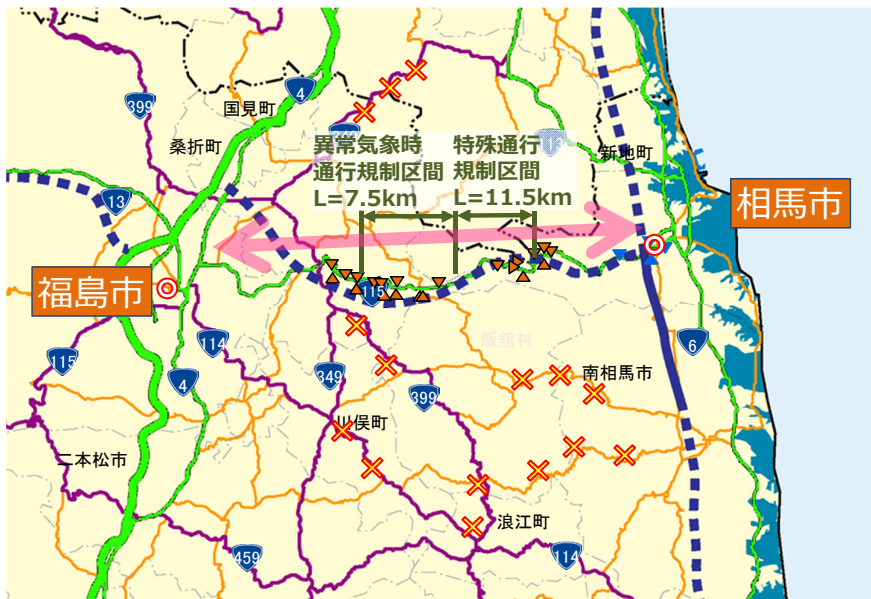 4
399
国見町
桑折町
異常気象時
通行規制区間
L=7.5km
特殊通行
規制区間
L=11.5km
新地町
相馬市
13
福島市
115
飯舘村
114
6
115
4
349
399
南相馬市
川俣町
二本松市
浪江町
459
114